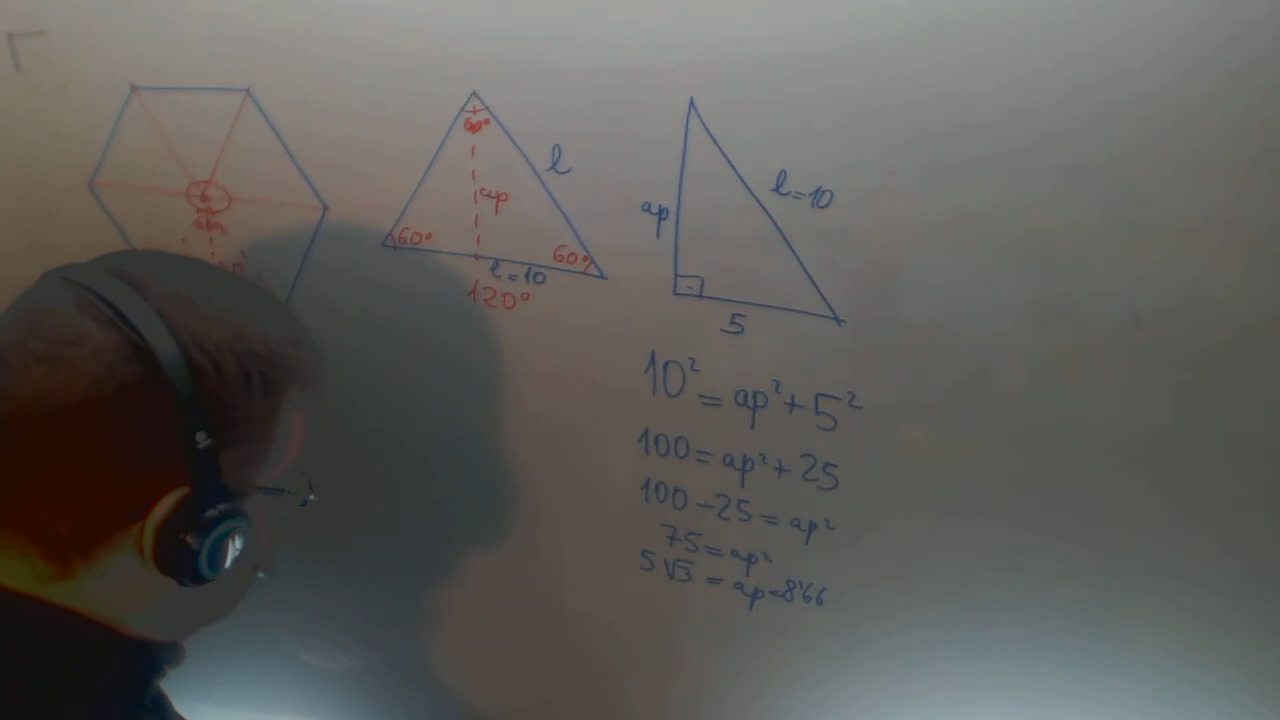 60°
60°
ap
l
60°
60°
l=10
120°
ap
l=10
5
10²=ap²+5²
100=ap²+25
100-25=ap²
75=ap²
5√3=ap=8'66